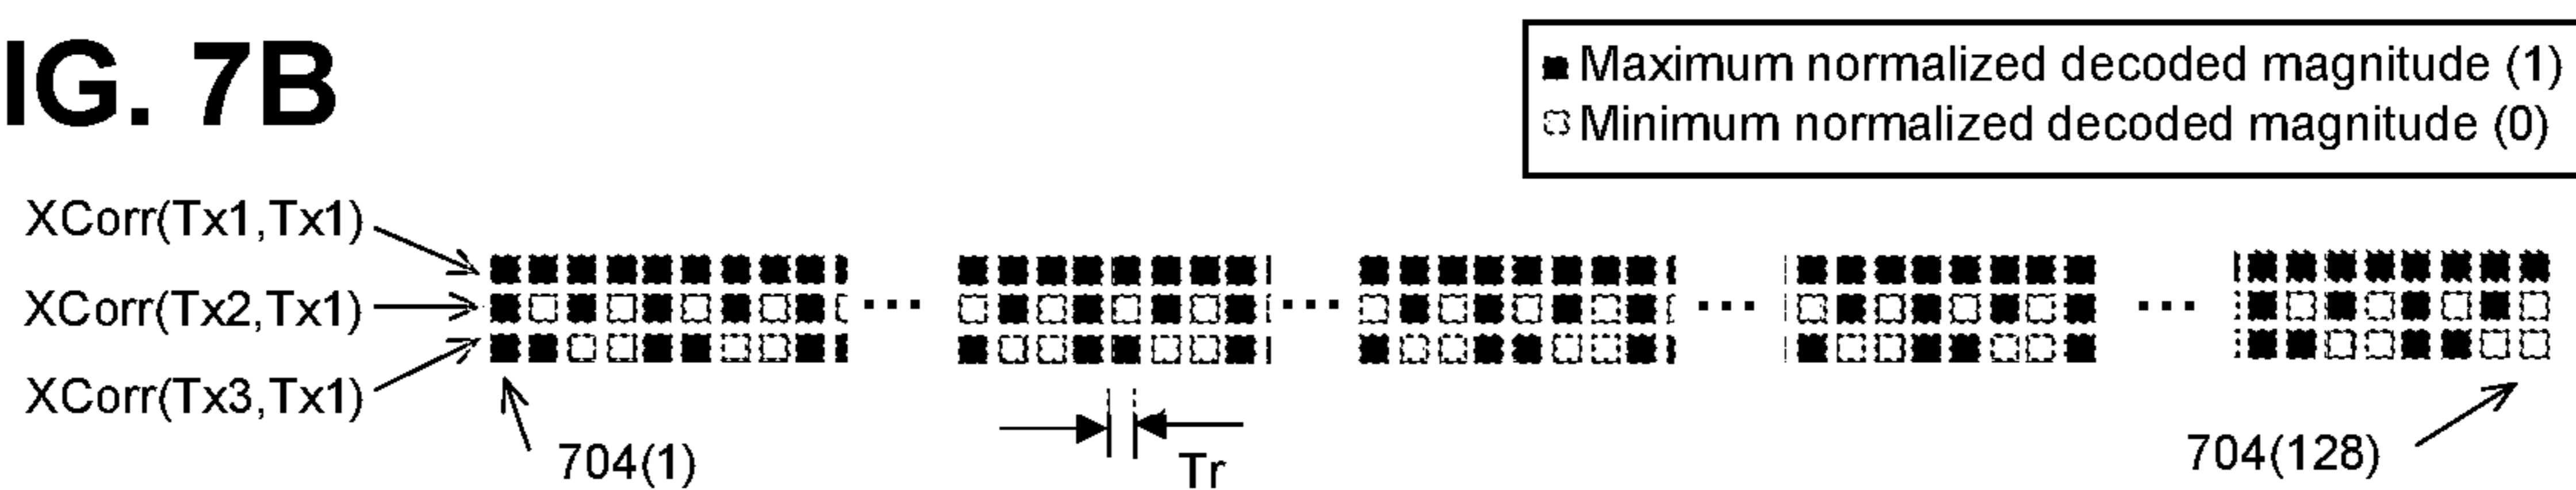 IG. 7B
■ Maximum normalized decoded magnitude (1)
Minimum normalized decoded magnitude (0)
XCorr(Tx1,Tx1)
XCorr(Tx2,Tx1)
XCorr(Tx3,Tx1)
... ... ... ...
704(1)
Tr
704(128)